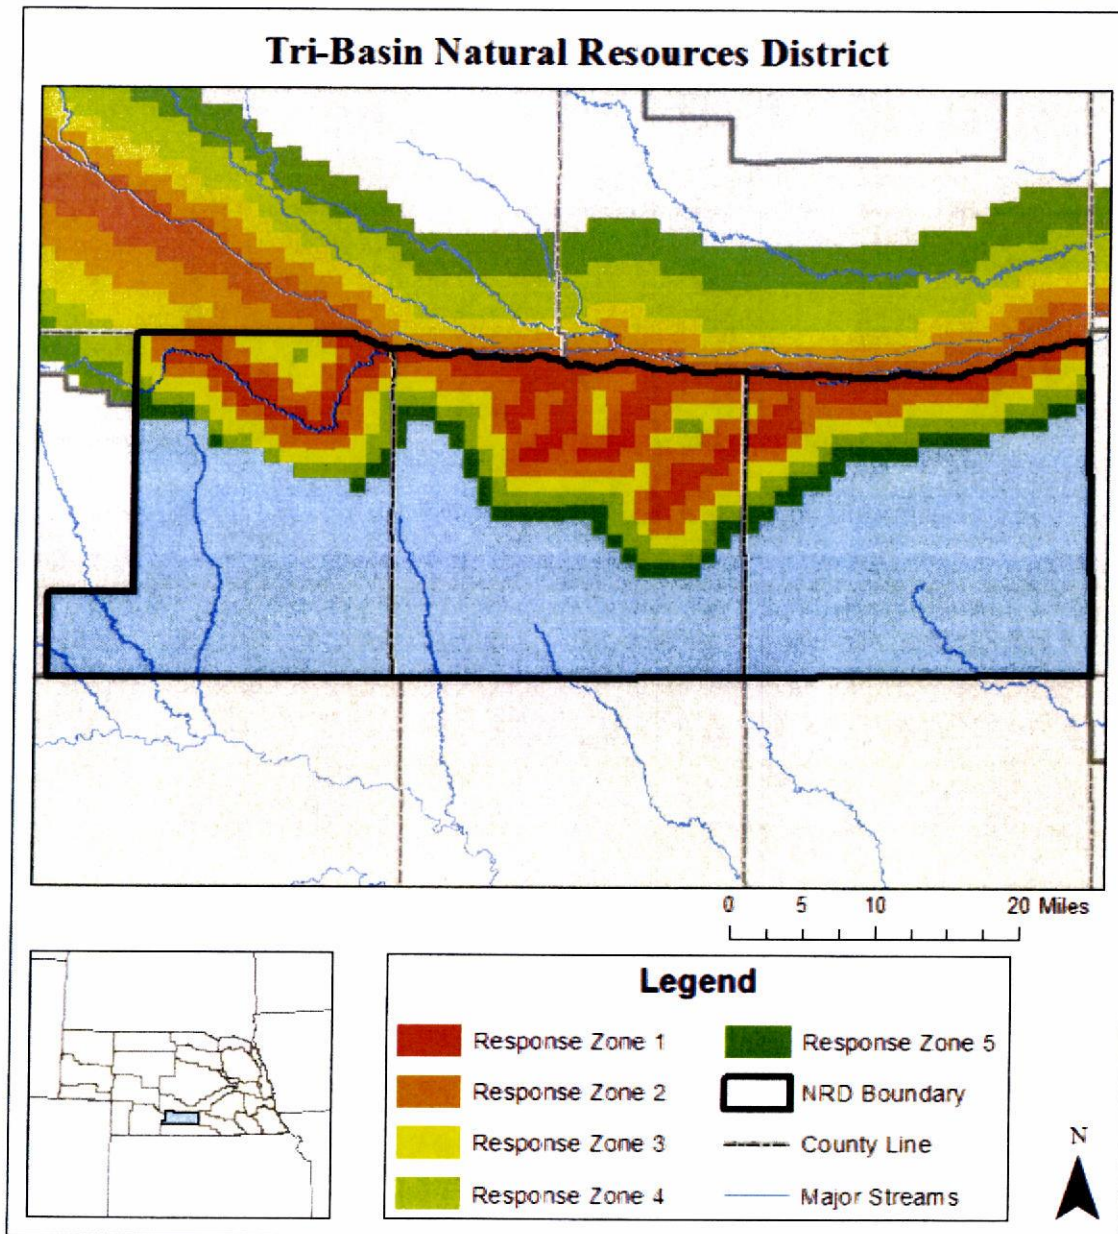 Tri-Basin Natural Resources District
0 5 10 20 Miles
Legend
Response Zone 1
Response Zone 2
Response Zone 3
Response Zone 4
Response Zone 5
NRD Boundary
County Line
Major Streams
N